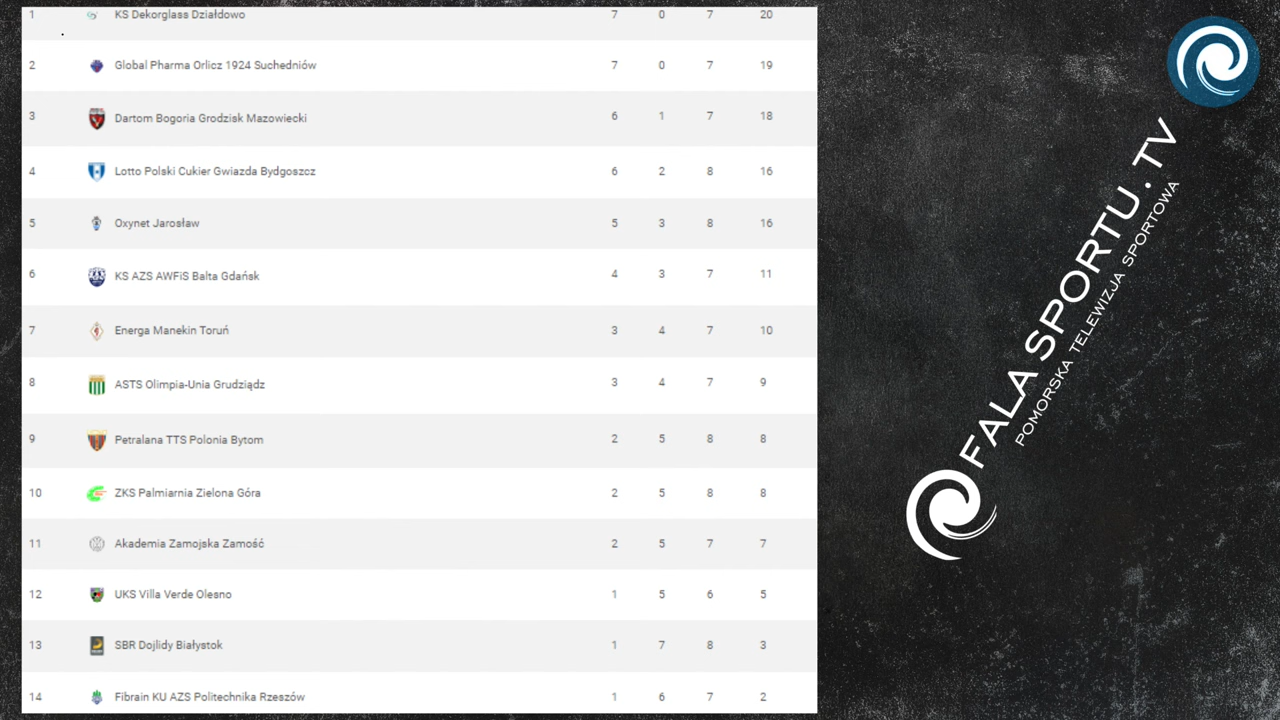 1 KS Dekorglass Działdowo 7 0 7 20
2 Global Pharma Orlicz 1924 Suchedniów 7 0 7 19
3 Dartom Bogoria Grodzisk Mazowiecki 6 1 7 18
4 Lotto Polski Cukier Gwiazda Bydgoszcz 6 2 8 16
5 Oxynet Jarosław 5 3 8 16
6 KS AZS AWFiS Balta Gdańsk 4 3 7 11
7 Energa Manekin Toruń 3 4 7 10
8 ASTS Olimpia-Unia Grudziądz 3 4 7 9
9 Petralana TTS Polonia Bytom 2 5 8 8
10 ZKS Palmiarnia Zielona Góra 2 5 8 8
11 Akademia Zamojska Zamość 2 5 7 7
12 UKS Villa Verde Olesno 1 5 6 5
13 SBR Dojlidy Białystok 1 7 8 3
14 Fibrain KU AZS Politechnika Rzeszów 1 6 7 2
FALA SPORTU.TV
POMORSKA TELEWIZJA SPORTOWA